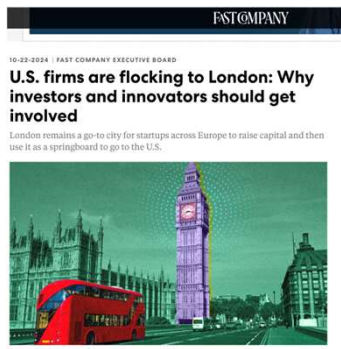 FAST COMPANY
10-22-2024 | FAST COMPANY EXECUTIVE BOARD
U.S. firms are flocking to London: Why
investors and innovators should get
involved
London remains a go-to city for startups across Europe to raise capital and then
use it as a springboard to go to the U.S.